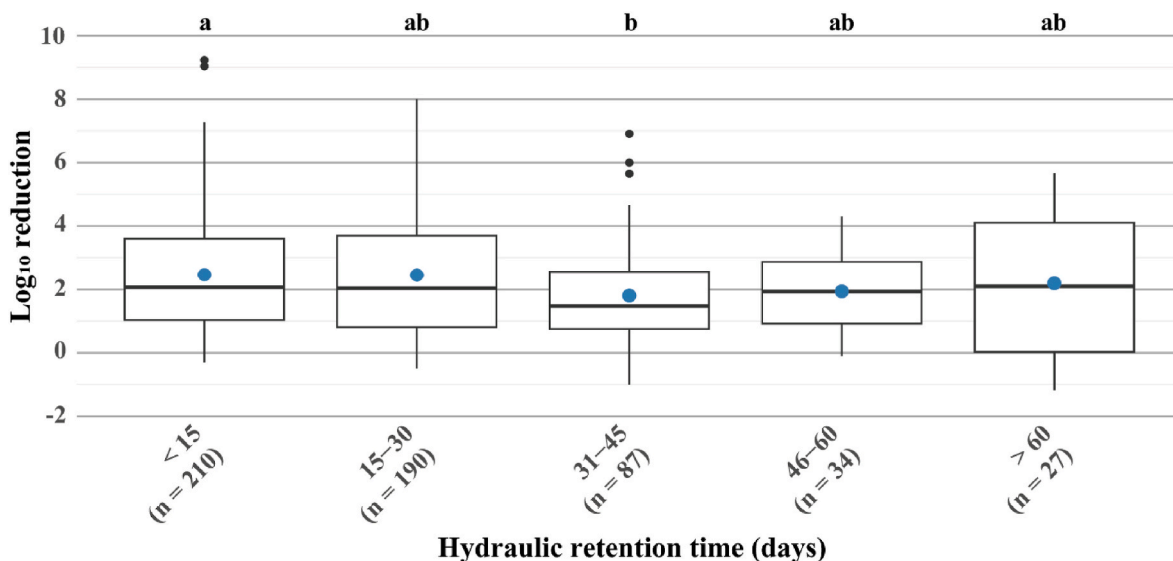 a ab b ab ab
10
8
6
4
2
0
-2
Log₁₀ reduction
< 15
(n = 210)
15−30
(n = 190)
31−45
(n = 87)
46−60
(n = 34)
> 60
(n = 27)
Hydraulic retention time (days)